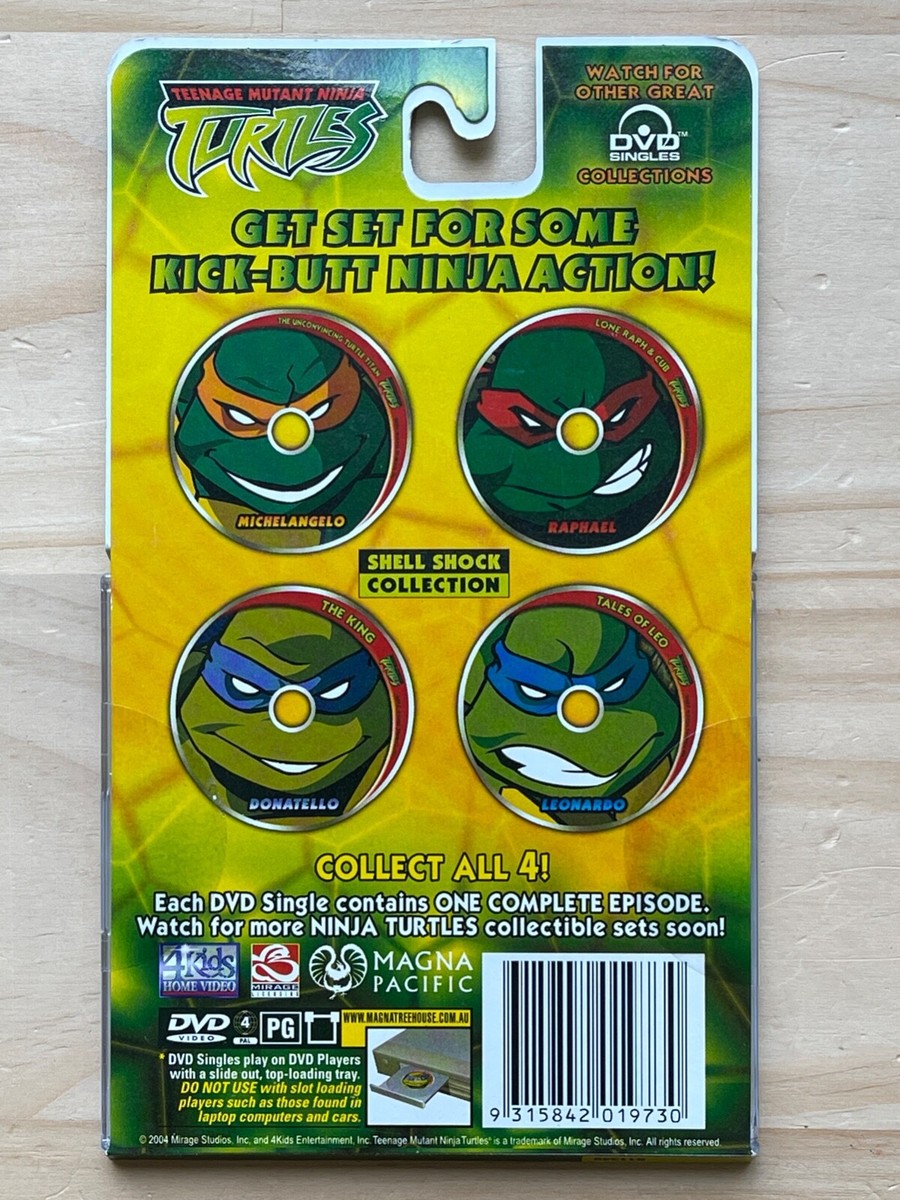 TEENAGE MUTANT NINJA
TURTLES
WATCH FOR
OTHER GREAT
DVD™
SINGLES
COLLECTIONS
GET SET FOR SOME
KICK-BUTT NINJA ACTION!
THE UNCONVINCING TURTLE TITAN
TURTLES
MICHELANGELO
LONE RAPH & CUB
TURTLES
RAPHAEL
SHELL SHOCK
COLLECTION
THE KING
TURTLES
DONATELLO
TALES OF LEO
TURTLES
LEONARDO
COLLECT ALL 4!
Each DVD Single contains ONE COMPLETE EPISODE.
Watch for more NINJA TURTLES collectible sets soon!
4Kids
HOME VIDEO
MIRAGE
LICENSING
MAGNA
PACIFIC
DVD
VIDEO
4
PAL
PG
WWW.MAGNATREEHOUSE.COM.AU
* DVD Singles play on DVD Players
with a slide out, top-loading tray.
DO NOT USE with slot loading
players such as those found in
laptop computers and cars.
9 315842 019730
© 2004 Mirage Studios, Inc. and 4Kids Entertainment, Inc. Teenage Mutant Ninja Turtles® is a trademark of Mirage Studios, Inc. All rights reserved.